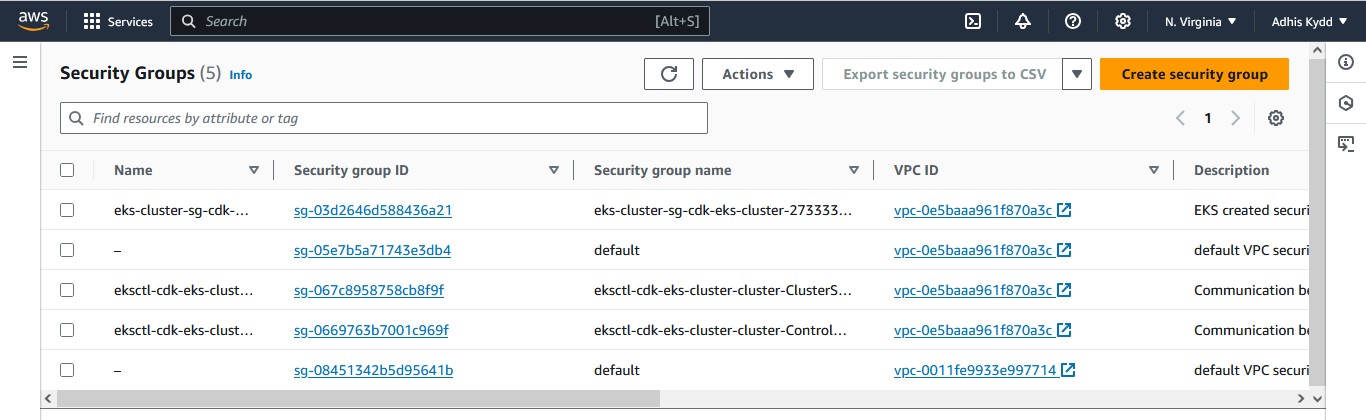 aws Services Search [Alt+S] N. Virginia Adhis Kydd
Security Groups (5) Info Actions Export security groups to CSV Create security group
Find resources by attribute or tag 1
Name Security group ID Security group name VPC ID Description
eks-cluster-sg-cdk-... sg-03d2646d588436a21 eks-cluster-sg-cdk-eks-cluster-273333... vpc-0e5baaa961f870a3c EKS created securi
– sg-05e7b5a71743e3db4 default vpc-0e5baaa961f870a3c default VPC securi
eksctl-cdk-eks-clust... sg-067c8958758cb8f9f eksctl-cdk-eks-cluster-cluster-ClusterS... vpc-0e5baaa961f870a3c Communication be
eksctl-cdk-eks-clust... sg-0669763b7001c969f eksctl-cdk-eks-cluster-cluster-Control... vpc-0e5baaa961f870a3c Communication be
– sg-08451342b5d95641b default vpc-0011fe9933e997714 default VPC securi